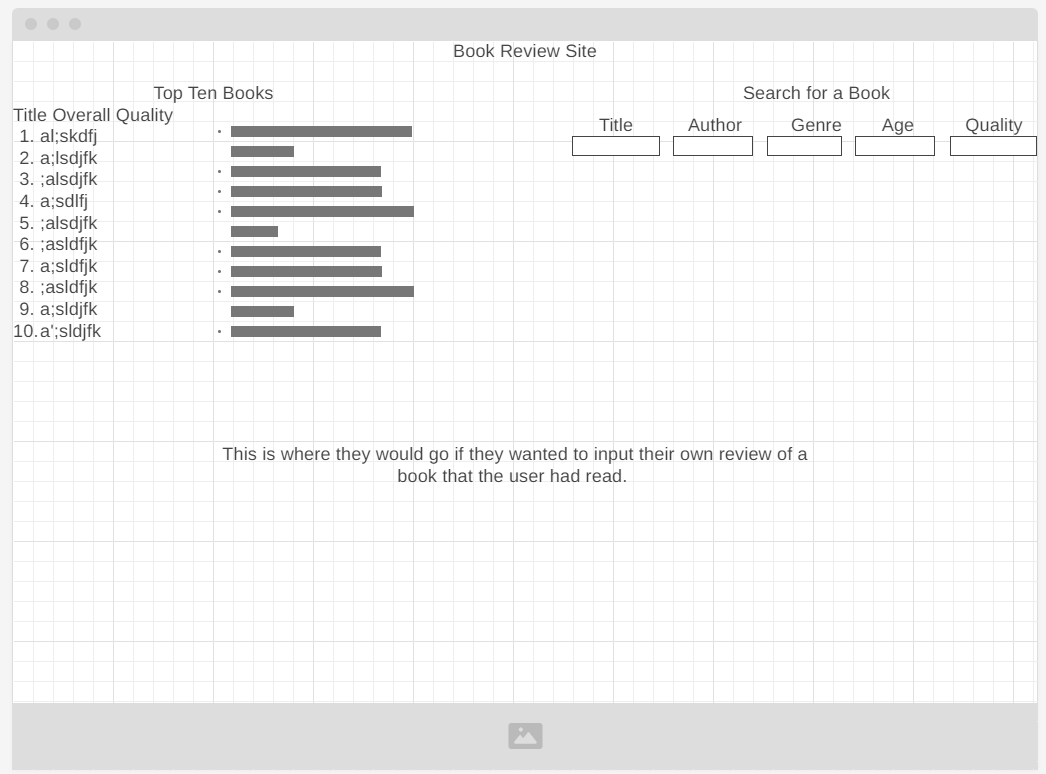 Book Review Site
Top Ten Books
Title Overall Quality
1. al;skdfj
2. a;lsdjfk
3. ;alsdjfk
4. a;sdlfj
5. ;alsdjfk
6. ;asldfjk
7. a;sldfjk
8. ;asldfjk
9. a;sldjfk
10. a';sldjfk
Search for a Book
Title Author Genre Age Quality
This is where they would go if they wanted to input their own review of a
book that the user had read.